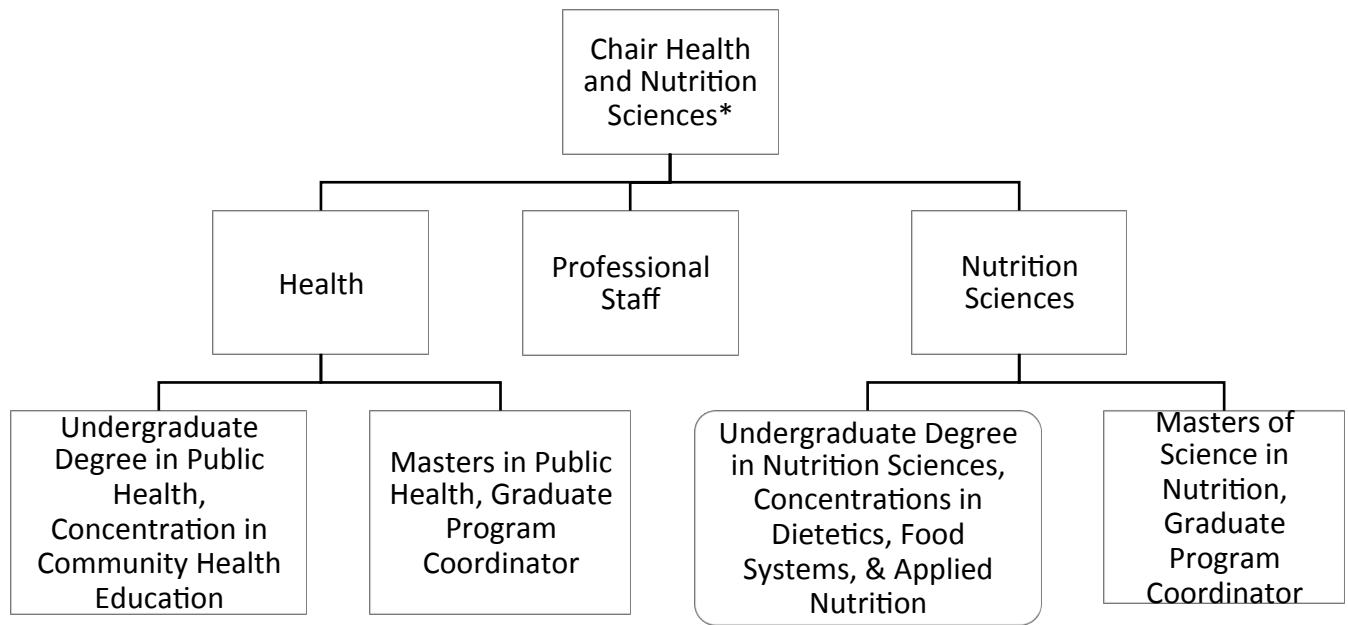 Chair Health
and Nutrition
Sciences*
Health
Professional
Staff
Nutrition
Sciences
Undergraduate
Degree in Public
Health,
Concentration in
Community Health
Education
Masters in Public
Health, Graduate
Program
Coordinator
Undergraduate Degree
in Nutrition Sciences,
Concentrations in
Dietetics, Food
Systems, & Applied
Nutrition
Masters of
Science in
Nutrition,
Graduate
Program
Coordinator